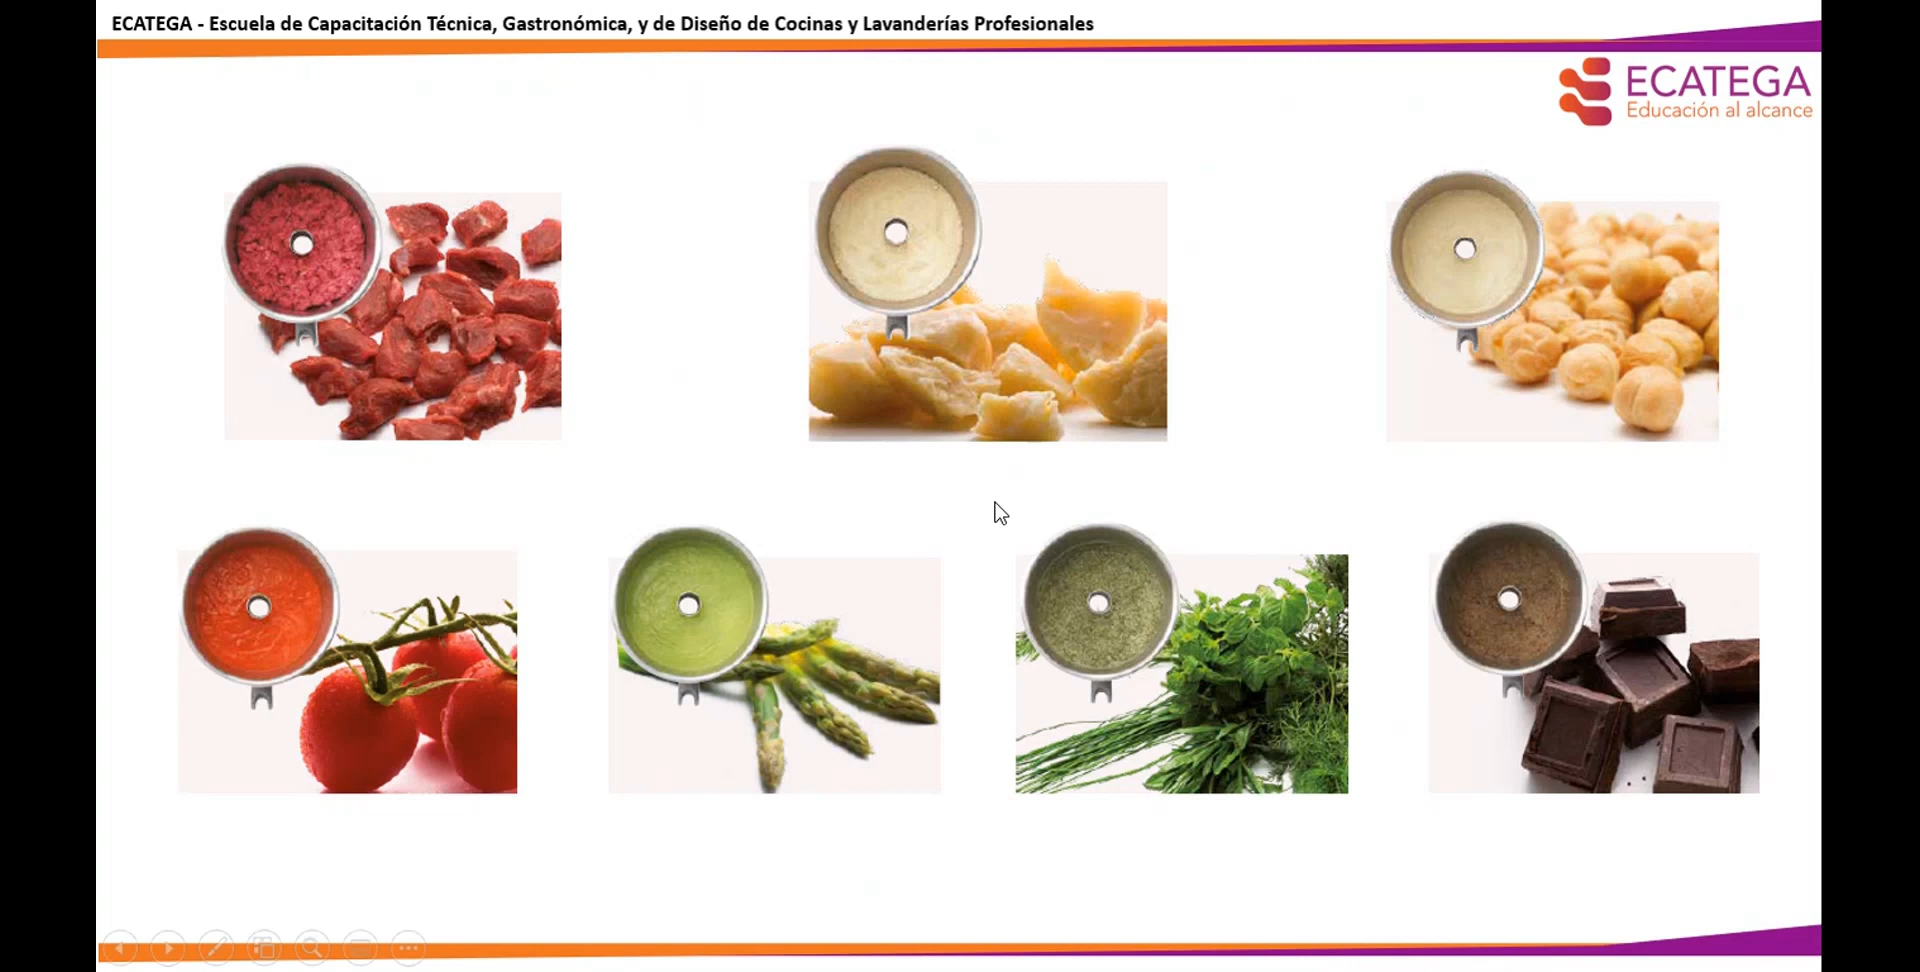 ECATEGA - Escuela de Capacitación Técnica, Gastronómica, y de Diseño de Cocinas y Lavanderías Profesionales
ECATEGA
Educación al alcance